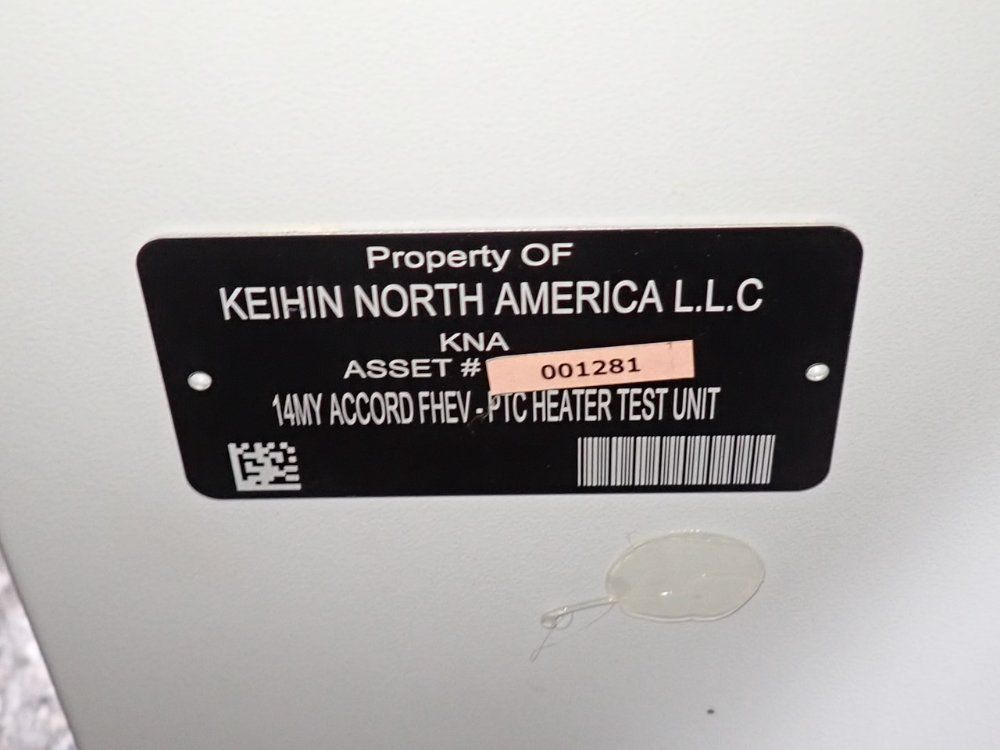 Property OF
KEIHIN NORTH AMERICA L.L.C
KNA
ASSET # 001281
14MY ACCORD FHEV - PTC HEATER TEST UNIT